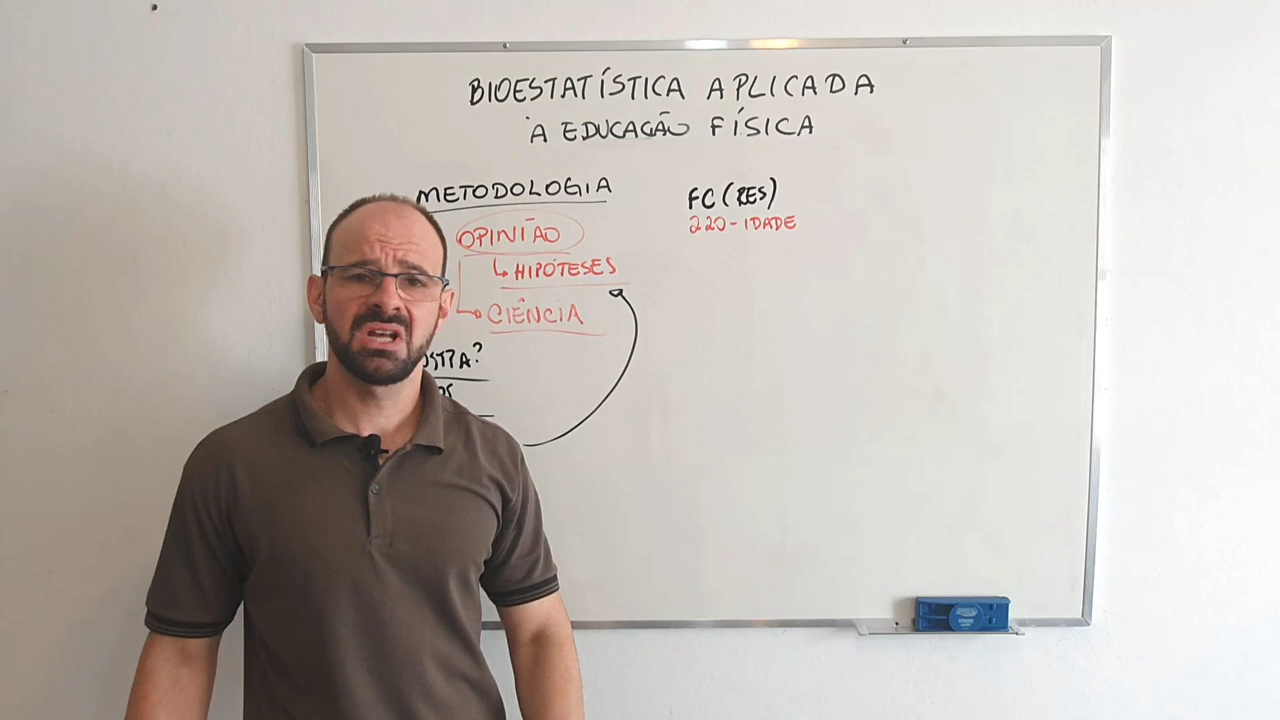 BIOESTATÍSTICA APLICADA
À EDUCAÇÃO FÍSICA
METODOLOGIA
OPINIÃO
HIPÓTESES
CIÊNCIA
FC (RES)
220 - IDADE